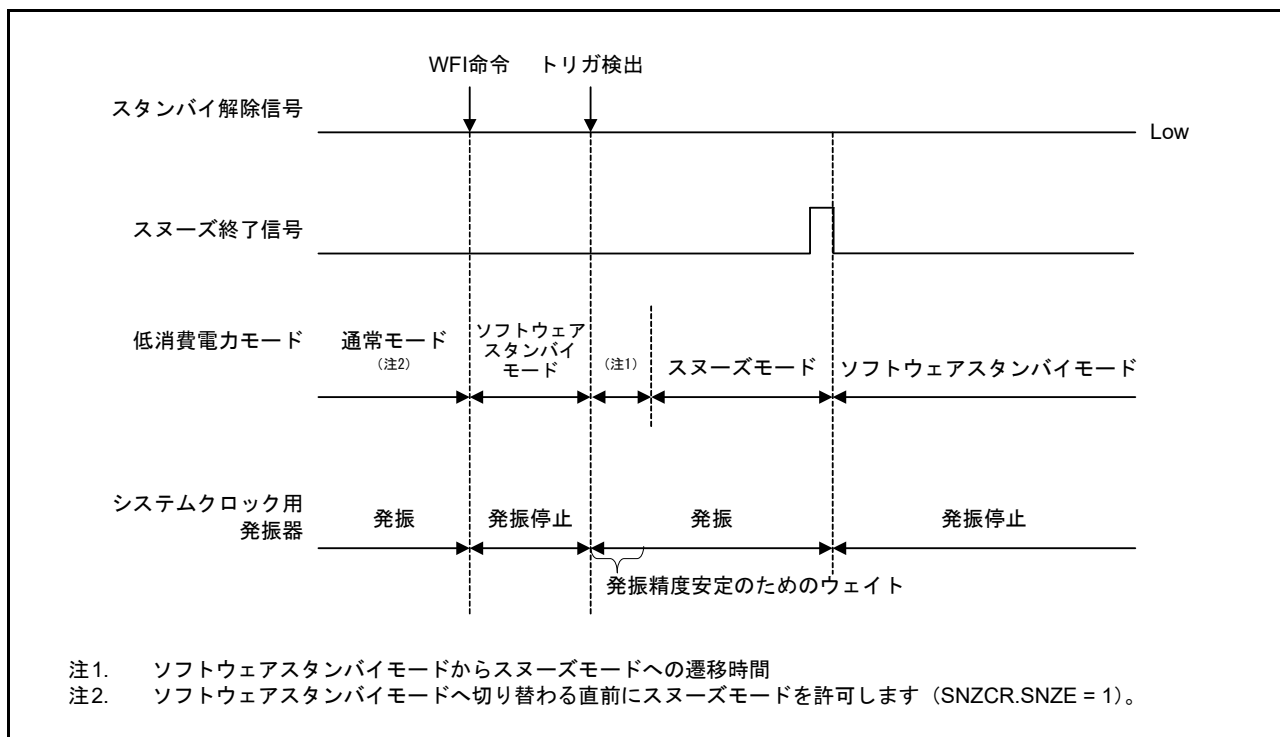 WFI命令 トリガ検出
スタンバイ解除信号
Low
スヌーズ終了信号
低消費電力モード
通常モード
(注2)
ソフトウェア
スタンバイ
モード
(注1)
スヌーズモード
ソフトウェアスタンバイモード
システムクロック用
発振器
発振
発振停止
発振
発振停止
発振精度安定のためのウェイト
注1. ソフトウェアスタンバイモードからスヌーズモードへの遷移時間
注2. ソフトウェアスタンバイモードへ切り替わる直前にスヌーズモードを許可します（SNZCR.SNZE = 1）。